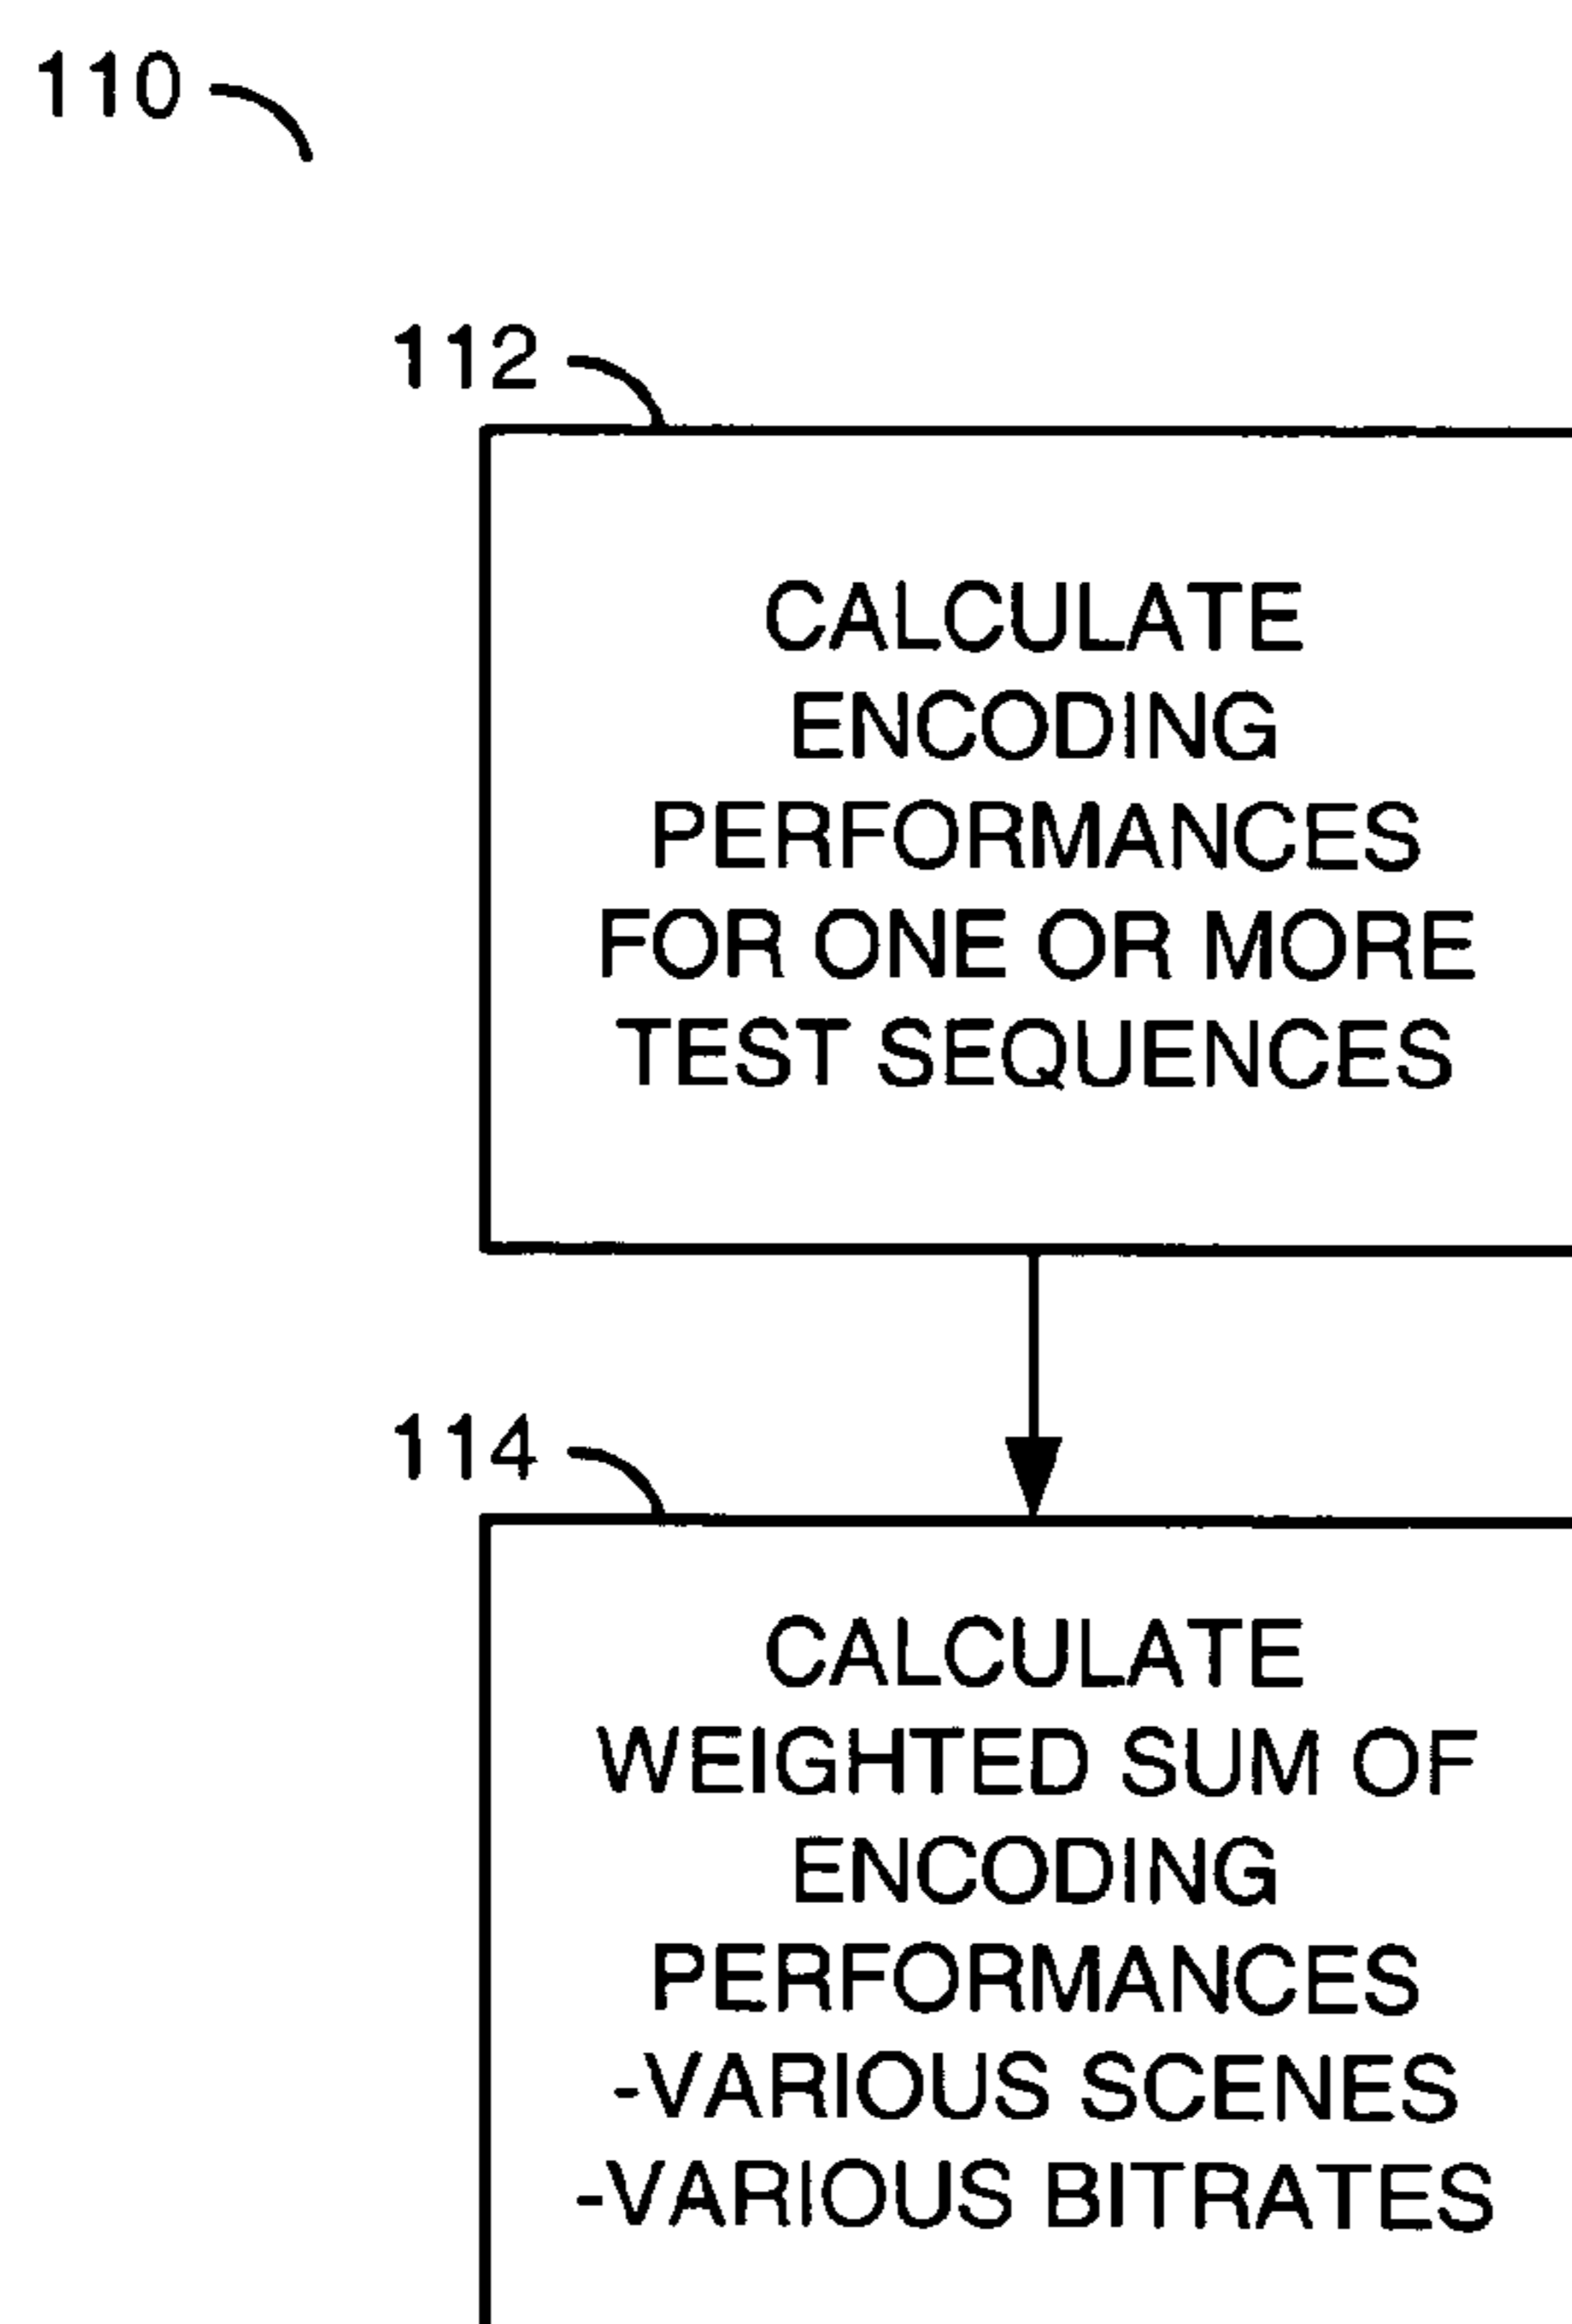 110
112
CALCULATE
ENCODING
PERFORMANCES
FOR ONE OR MORE
TEST SEQUENCES
114
CALCULATE
WEIGHTED SUM OF
ENCODING
PERFORMANCES
-VARIOUS SCENES
-VARIOUS BITRATES